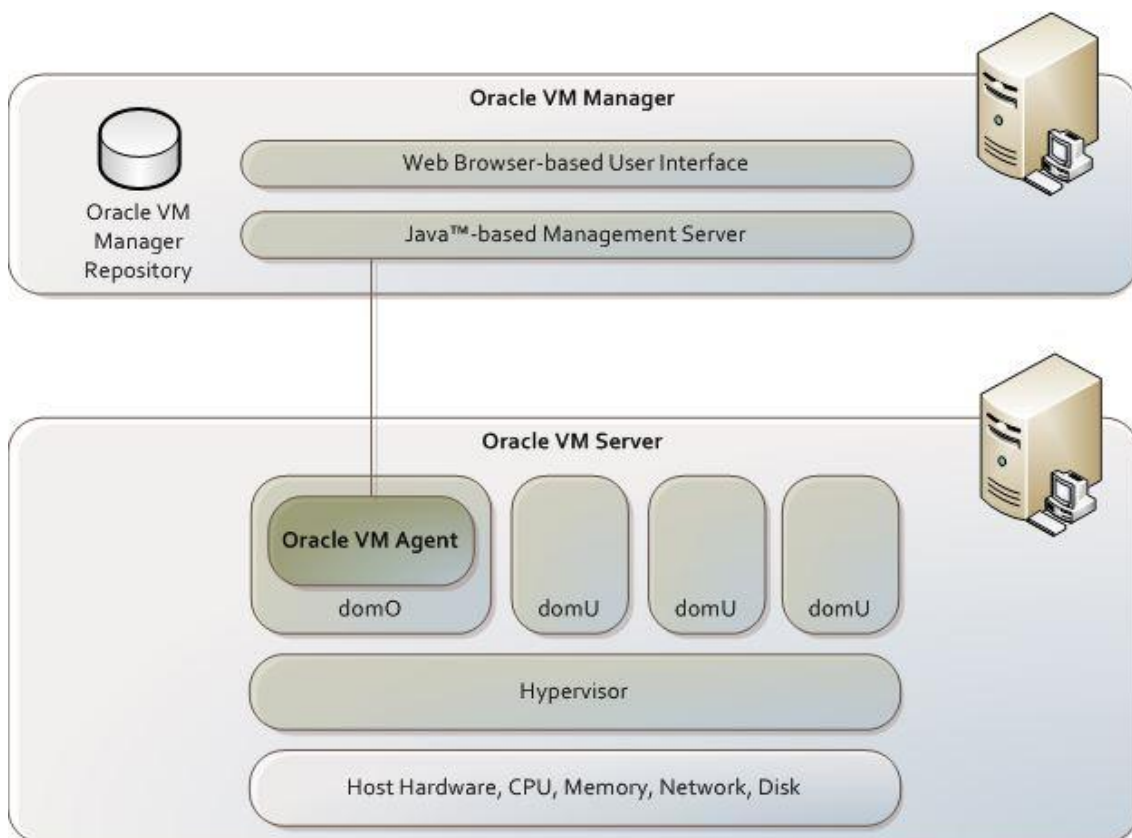 Oracle VM Manager
Web Browser-based User Interface
Java™-based Management Server
Oracle VM
Manager
Repository
Oracle VM Server
Oracle VM Agent
domO
domU
domU
domU
Hypervisor
Host Hardware, CPU, Memory, Network, Disk